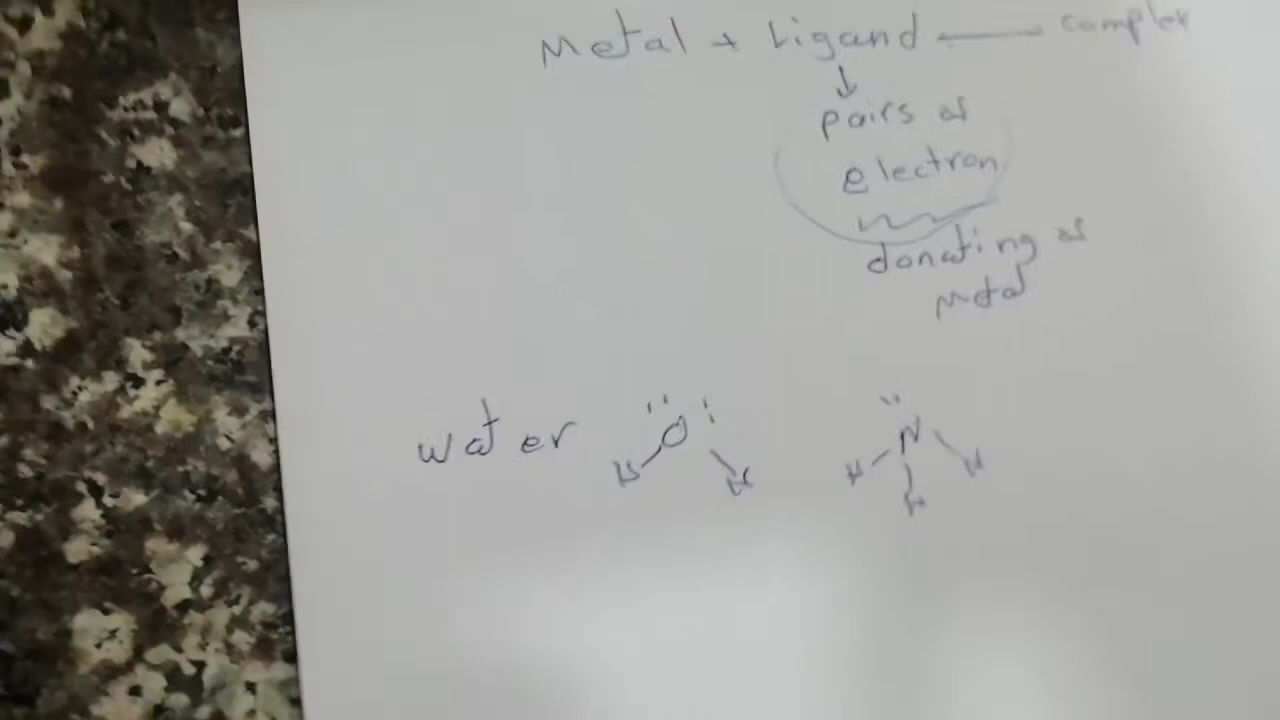 Metal + Ligand — complex
↓
pairs of
electron
donating of
Metal
water H O H
N
H H H